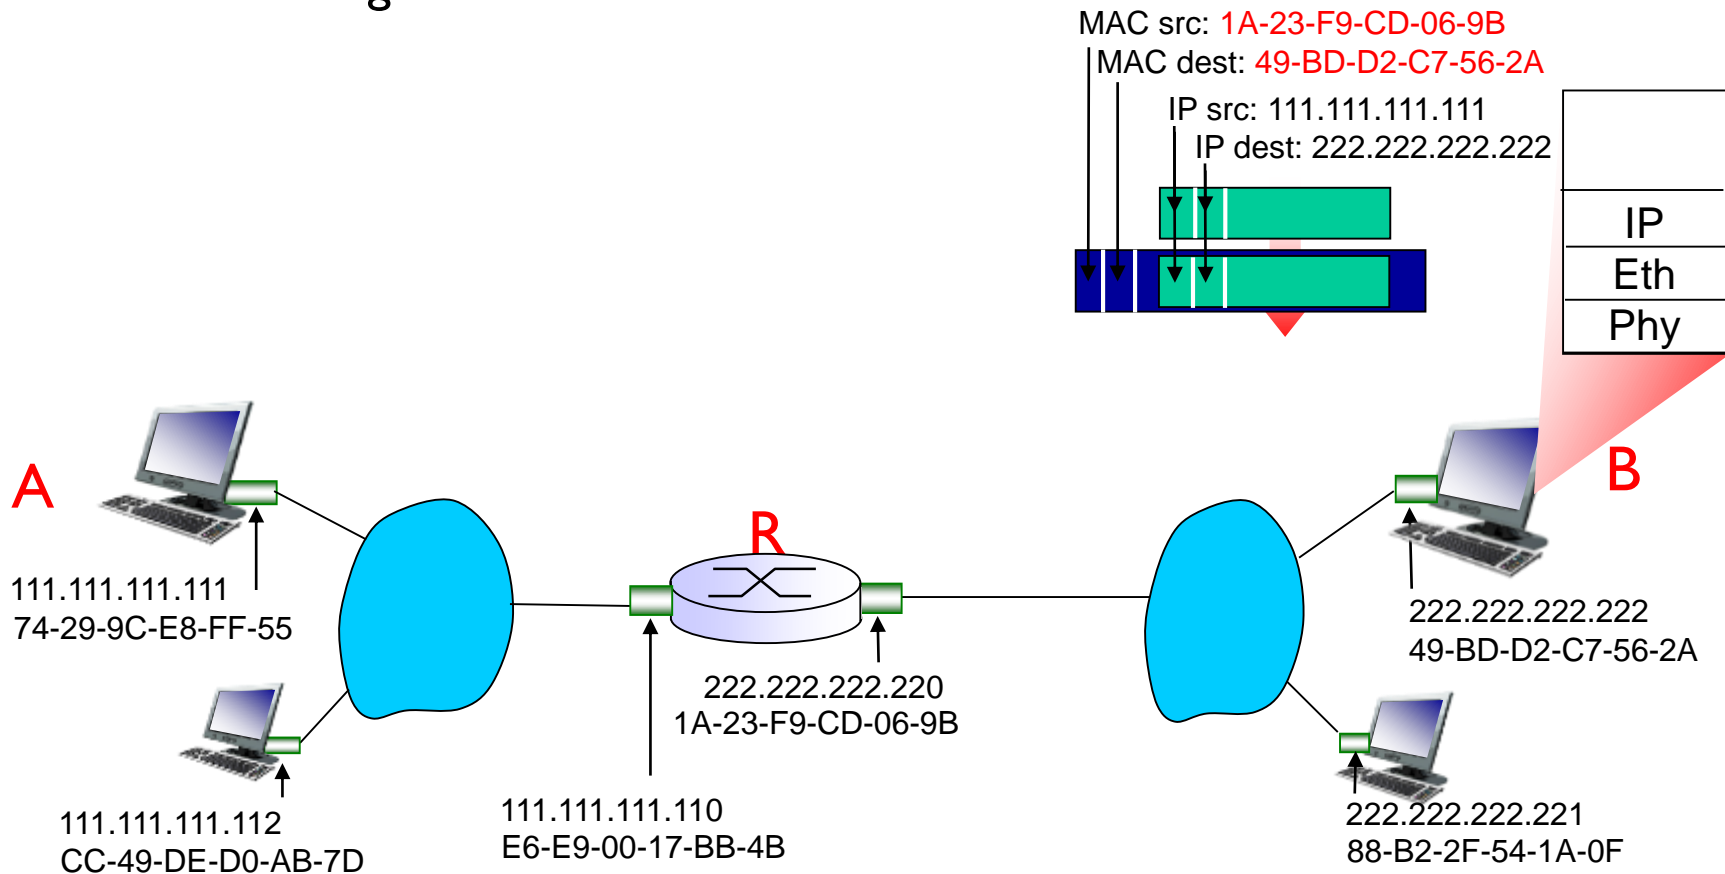 MAC src: 1A-23-F9-CD-06-9B
MAC dest: 49-BD-D2-C7-56-2A
IP src: 111.111.111.111
IP dest: 222.222.222.222
IP
Eth
Phy
A
B
R
111.111.111.111
74-29-9C-E8-FF-55
222.222.222.222
49-BD-D2-C7-56-2A
222.222.222.220
1A-23-F9-CD-06-9B
111.111.111.112
CC-49-DE-D0-AB-7D
111.111.111.110
E6-E9-00-17-BB-4B
222.222.222.221
88-B2-2F-54-1A-0F